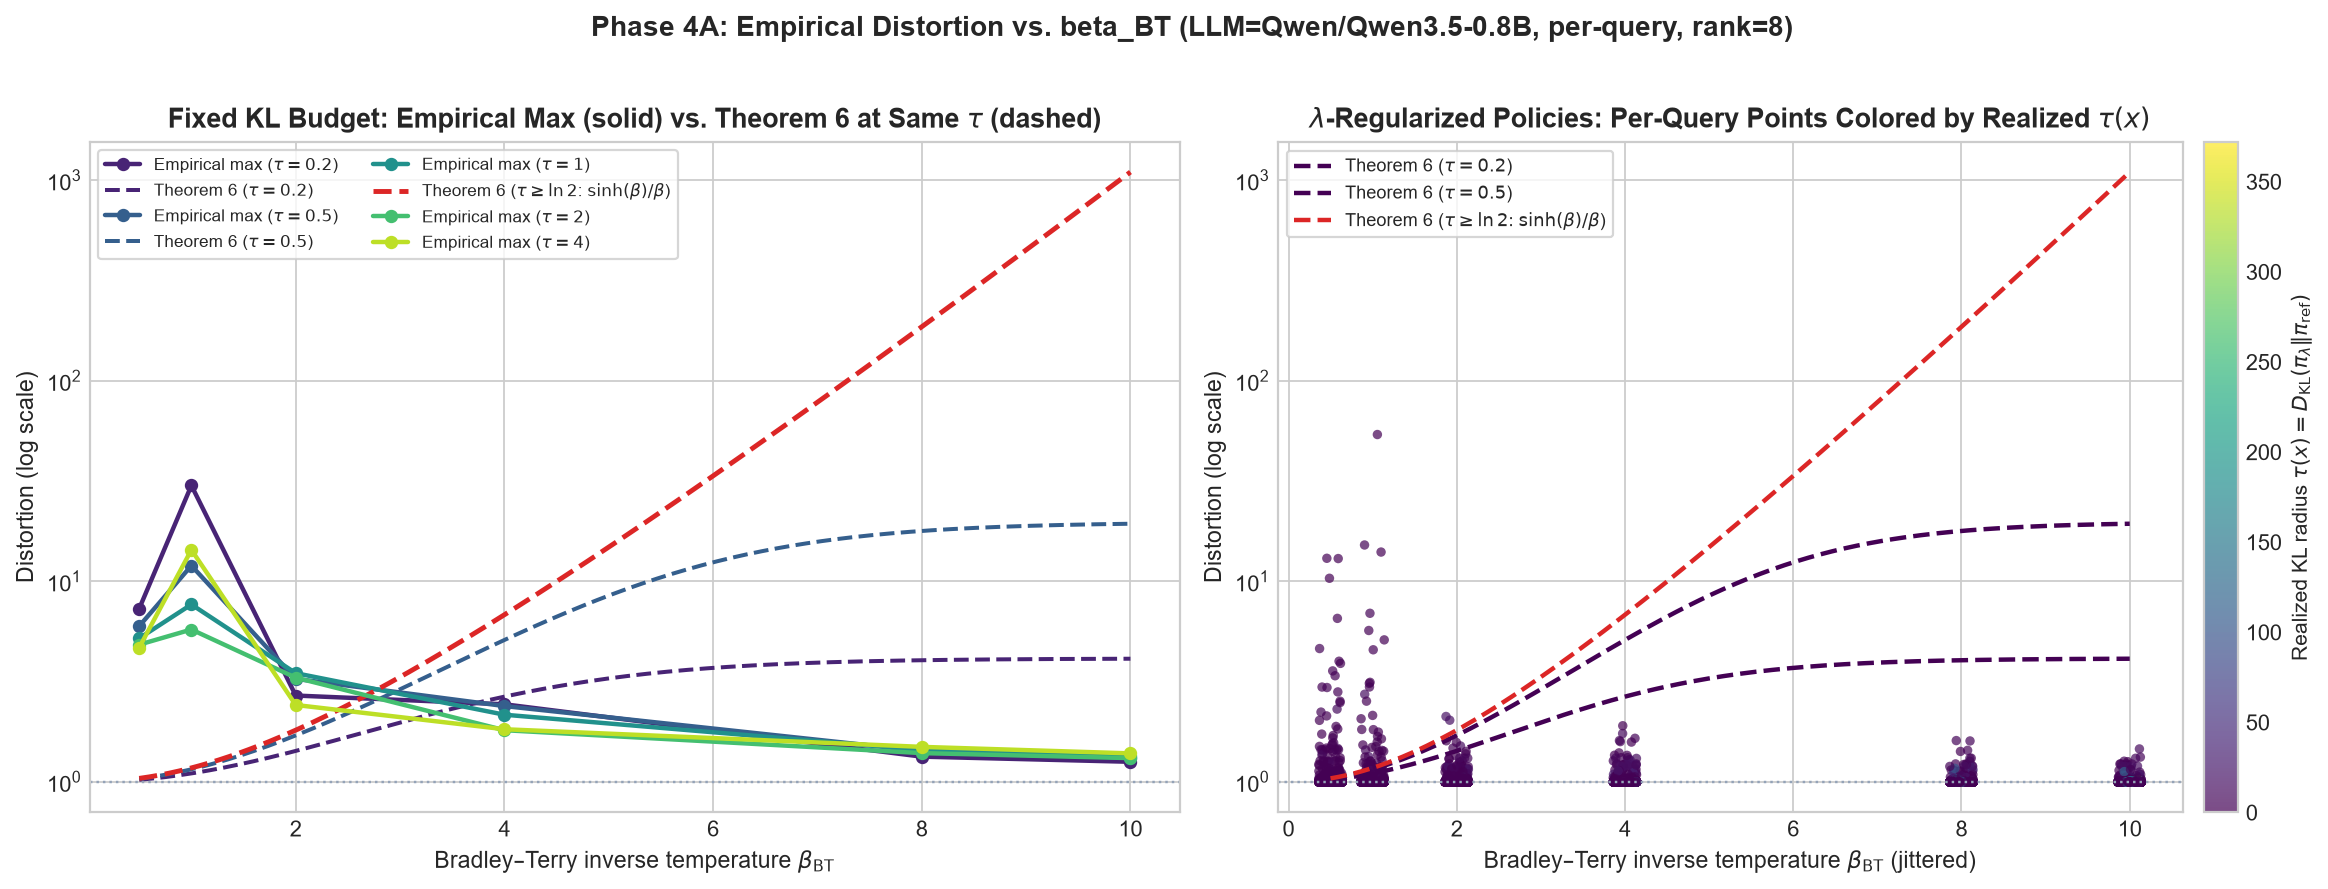 Phase 4A: Empirical Distortion vs. beta_BT (LLM=Qwen/Qwen3.5-0.8B, per-query, rank=8)
Fixed KL Budget: Empirical Max (solid) vs. Theorem 6 at Same τ (dashed)
Empirical max (τ = 0.2)
Theorem 6 (τ = 0.2)
Empirical max (τ = 0.5)
Theorem 6 (τ = 0.5)
Empirical max (τ = 1)
Theorem 6 (τ ≥ ln 2: sinh(β)/β)
Empirical max (τ = 2)
Empirical max (τ = 4)
Distortion (log scale)
10³
10²
10¹
10⁰
2 4 6 8 10
Bradley–Terry inverse temperature β_BT
λ-Regularized Policies: Per-Query Points Colored by Realized τ(x)
Theorem 6 (τ = 0.2)
Theorem 6 (τ = 0.5)
Theorem 6 (τ ≥ ln 2: sinh(β)/β)
Distortion (log scale)
10³
10²
10¹
10⁰
0 2 4 6 8 10
Bradley–Terry inverse temperature β_BT (jittered)
350
300
250
200
150
100
50
0
Realized KL radius τ(x) = D_KL(π_λ‖π_ref)